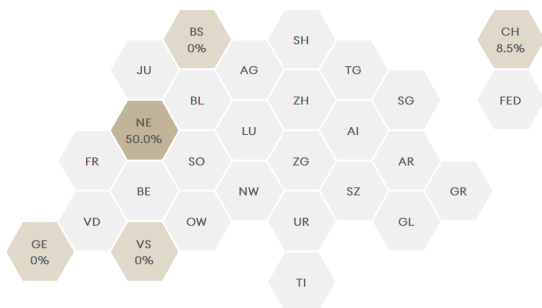 BS
0%
SH
CH
8.5%
JU
AG
TG
BL
ZH
SG
FED
NE
50.0%
LU
AI
FR
SO
ZG
AR
BE
NW
SZ
GR
VD
OW
UR
GL
GE
0%
VS
0%
TI